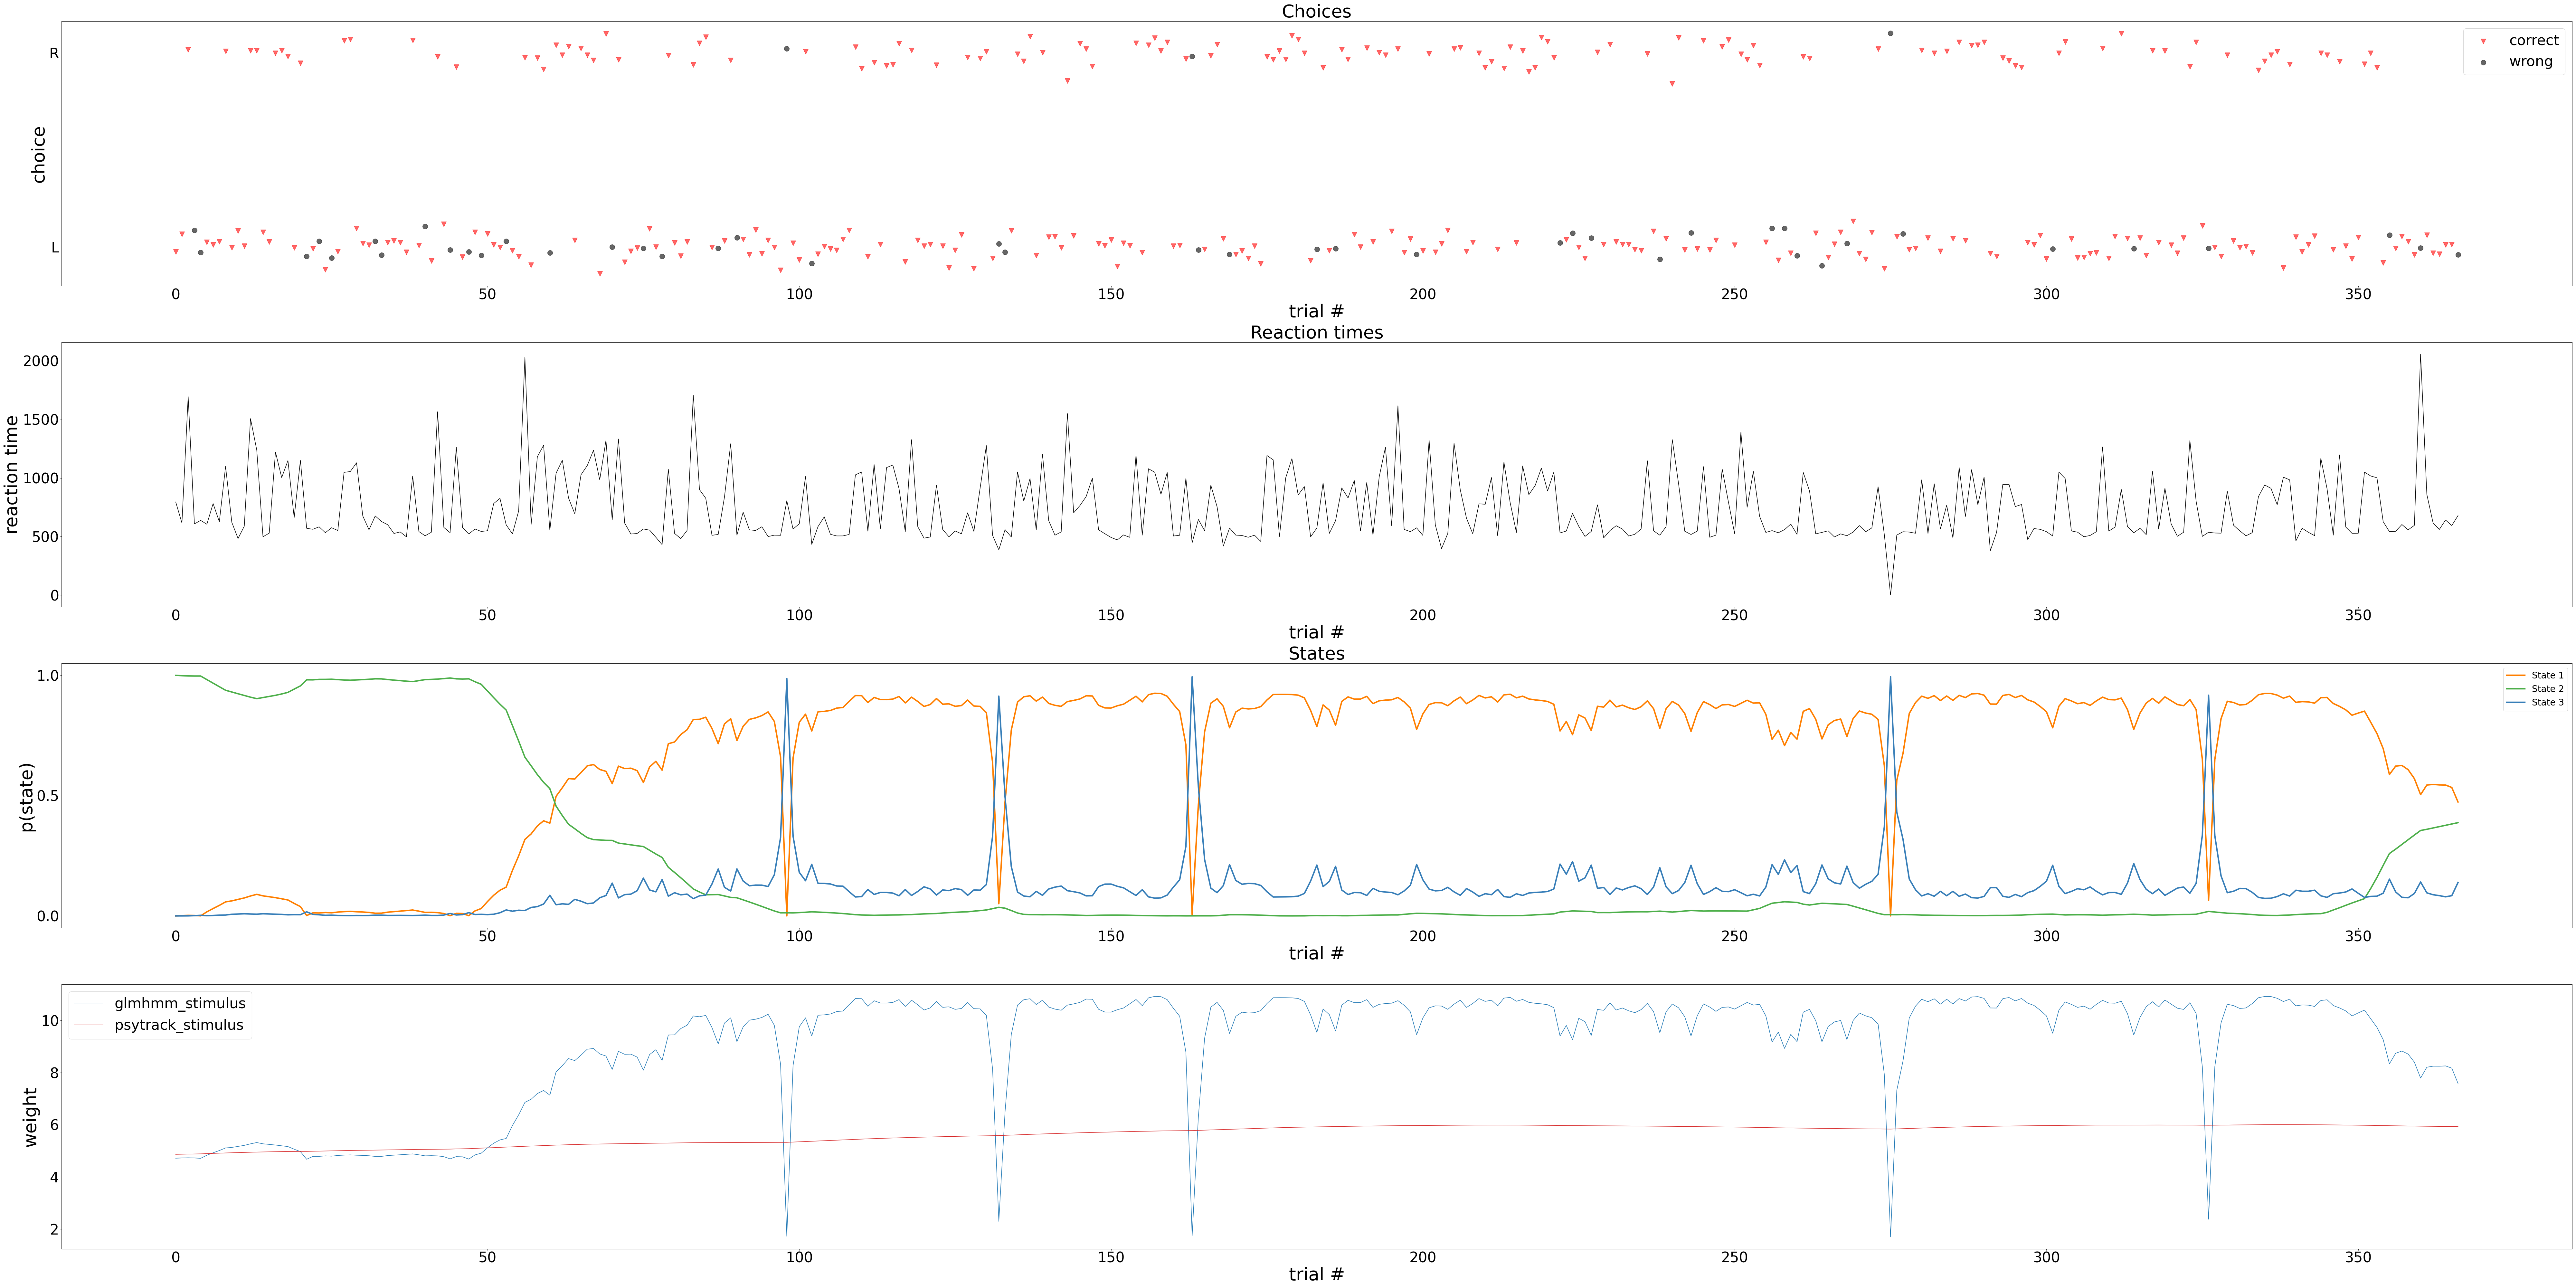 Choices
R
L
choice
correct
wrong
0 50 100 150 200 250 300 350
trial #
Reaction times
2000
1500
1000
500
0
reaction time
0 50 100 150 200 250 300 350
trial #
States
1.0
0.5
0.0
p(state)
State 1
State 2
State 3
0 50 100 150 200 250 300 350
trial #
glmhmm_stimulus
psytrack_stimulus
10
8
6
4
2
weight
0 50 100 150 200 250 300 350
trial #